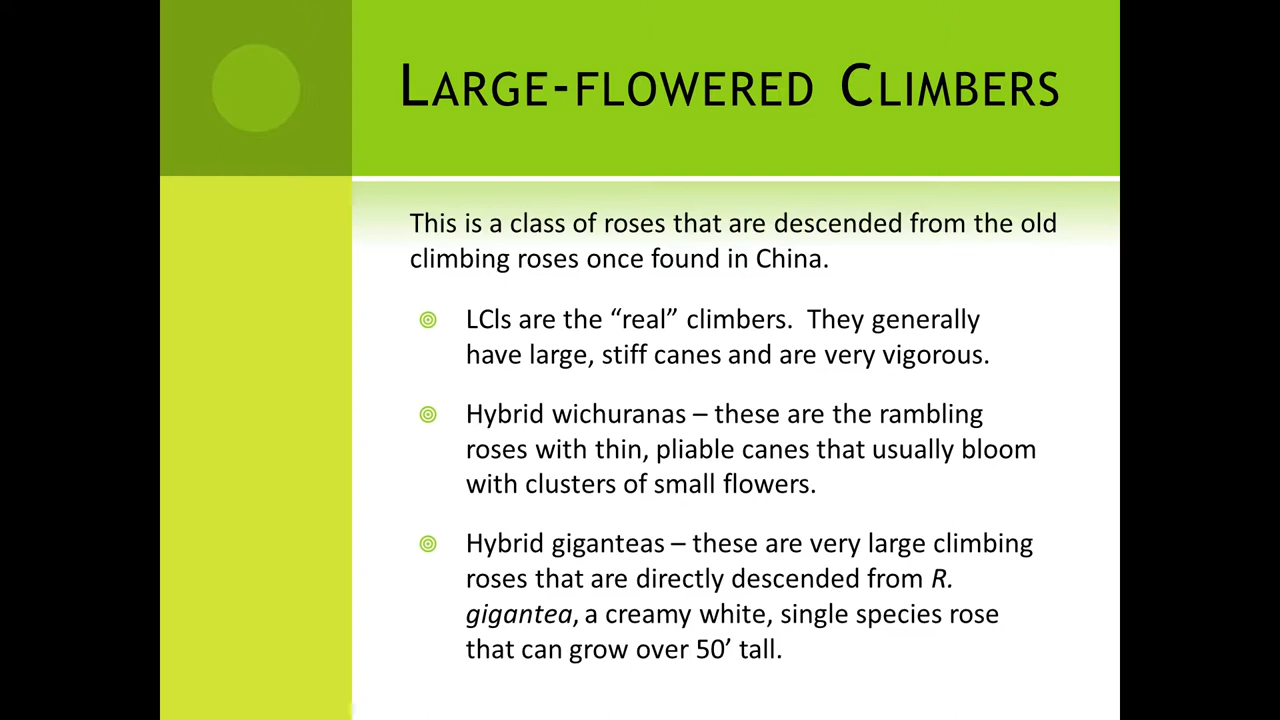 LARGE-FLOWERED CLIMBERS
This is a class of roses that are descended from the old
climbing roses once found in China.
LCls are the “real” climbers.  They generally
have large, stiff canes and are very vigorous.
Hybrid wichuranas – these are the rambling
roses with thin, pliable canes that usually bloom
with clusters of small flowers.
Hybrid giganteas – these are very large climbing
roses that are directly descended from R.
gigantea, a creamy white, single species rose
that can grow over 50’ tall.